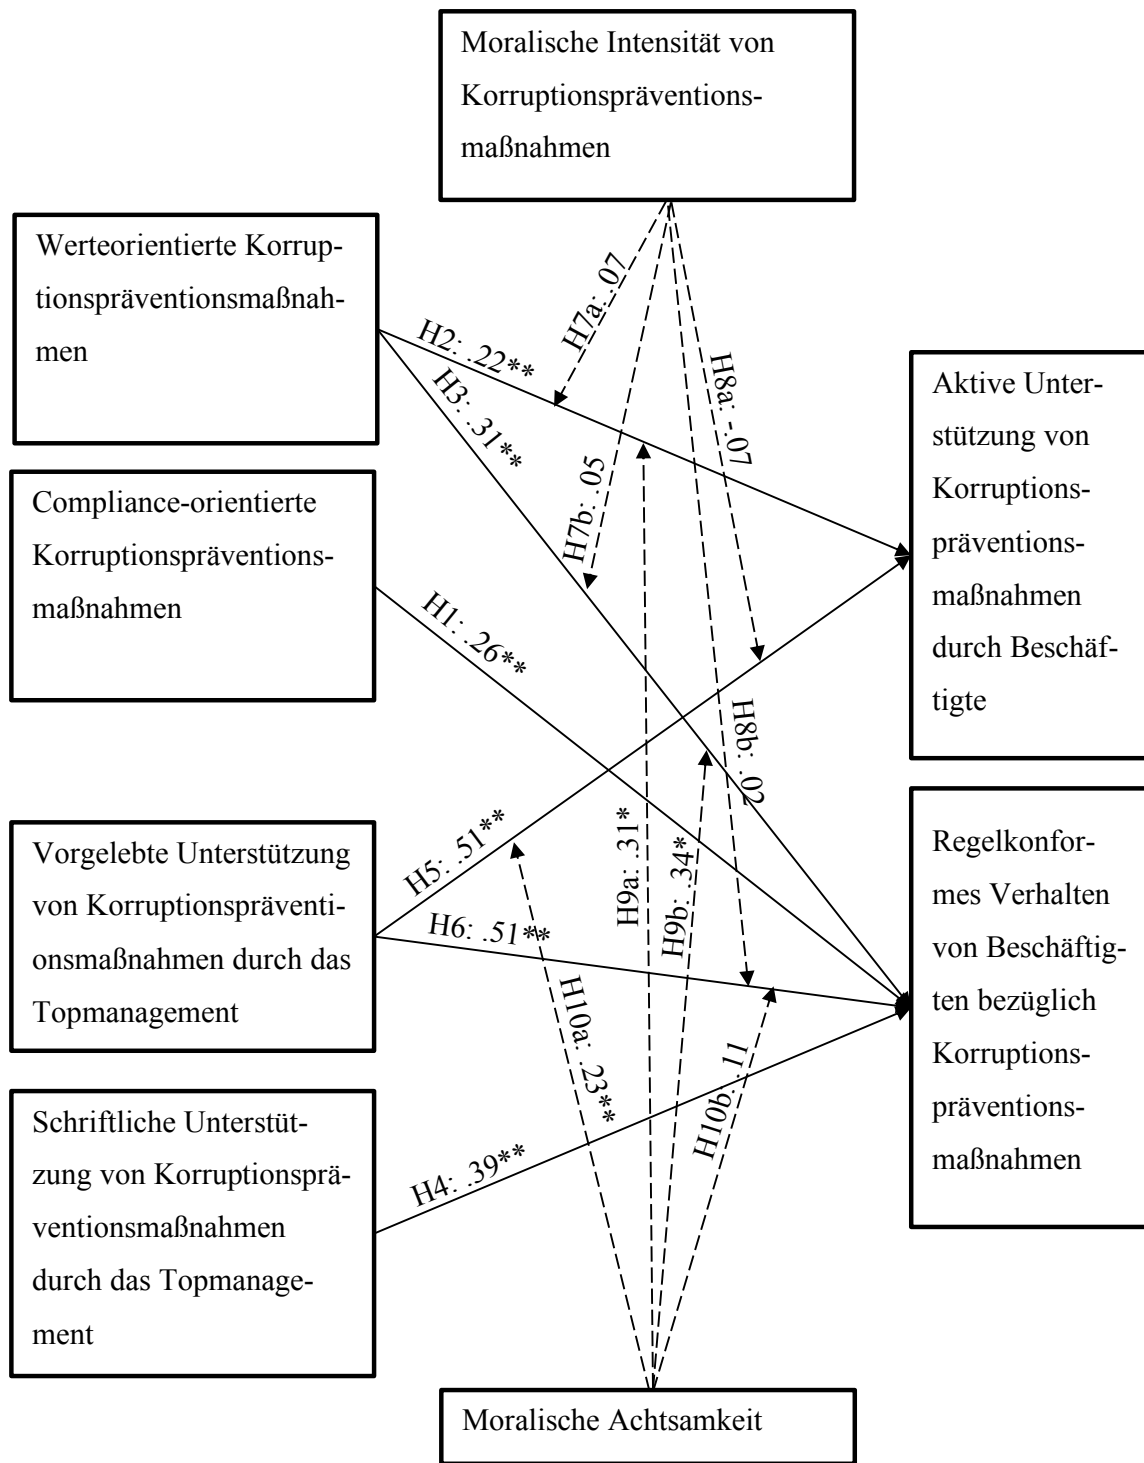 Moralische Intensität von
Korruptionspräventions-
maßnahmen
Werteorientierte Korrup-
tionspräventionsmaßnah-
men
Compliance-orientierte
Korruptionspräventions-
maßnahmen
Vorgelebte Unterstützung
von Korruptionspräventi-
onsmaßnahmen durch das
Topmanagement
Schriftliche Unterstüt-
zung von Korruptionsprä-
ventionsmaßnahmen
durch das Topmanage-
ment
H7a: .07
H2: .22**
H3: .31**
H7b: .05
H8a: -.07
H1: .26**
H8b: .02
H5: .51**
H9a: .31*
H9b: .34*
H6: .51**
H10a: .23**
H10b: .11
H4: .39**
Aktive Unter-
stützung von
Korruptions-
präventions-
maßnahmen
durch Beschäf-
tigte
Regelkonfor-
mes Verhalten
von Beschäftig-
ten bezüglich
Korruptions-
präventions-
maßnahmen
Moralische Achtsamkeit